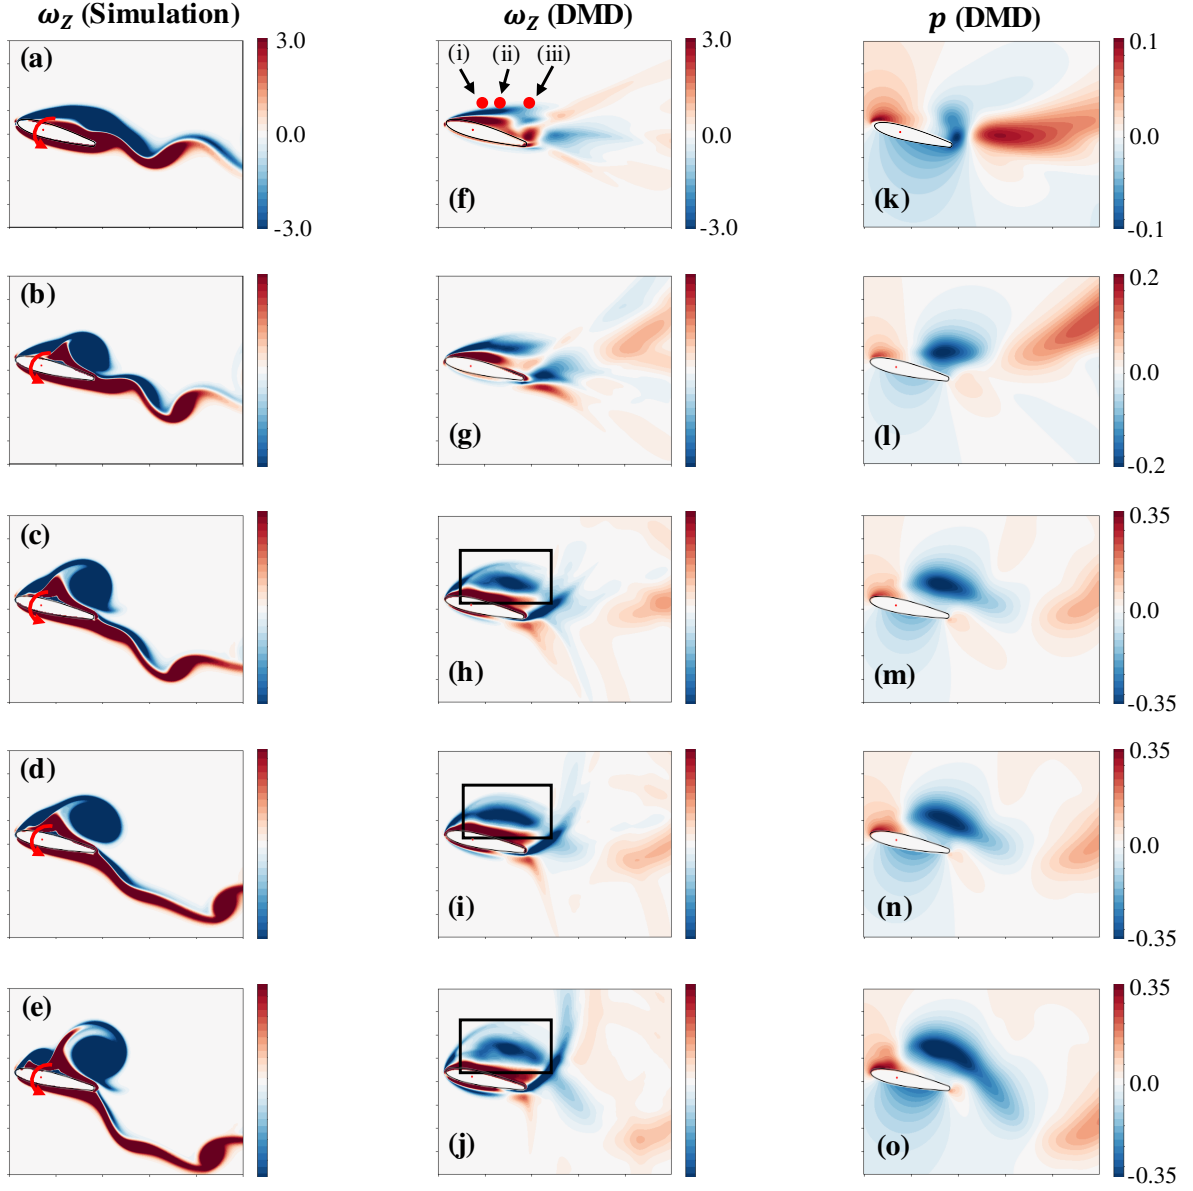 ω_Z (Simulation) ω_Z (DMD) p (DMD)
(a) 3.0 0.0 -3.0
(i) (ii) (iii)
(f) 3.0 0.0 -3.0
(k) 0.1 0.0 -0.1
(b)
(g)
(l) 0.2 0.0 -0.2
(c)
(h)
(m) 0.35 0.0 -0.35
(d)
(i)
(n) 0.35 0.0 -0.35
(e)
(j)
(o) 0.35 0.0 -0.35